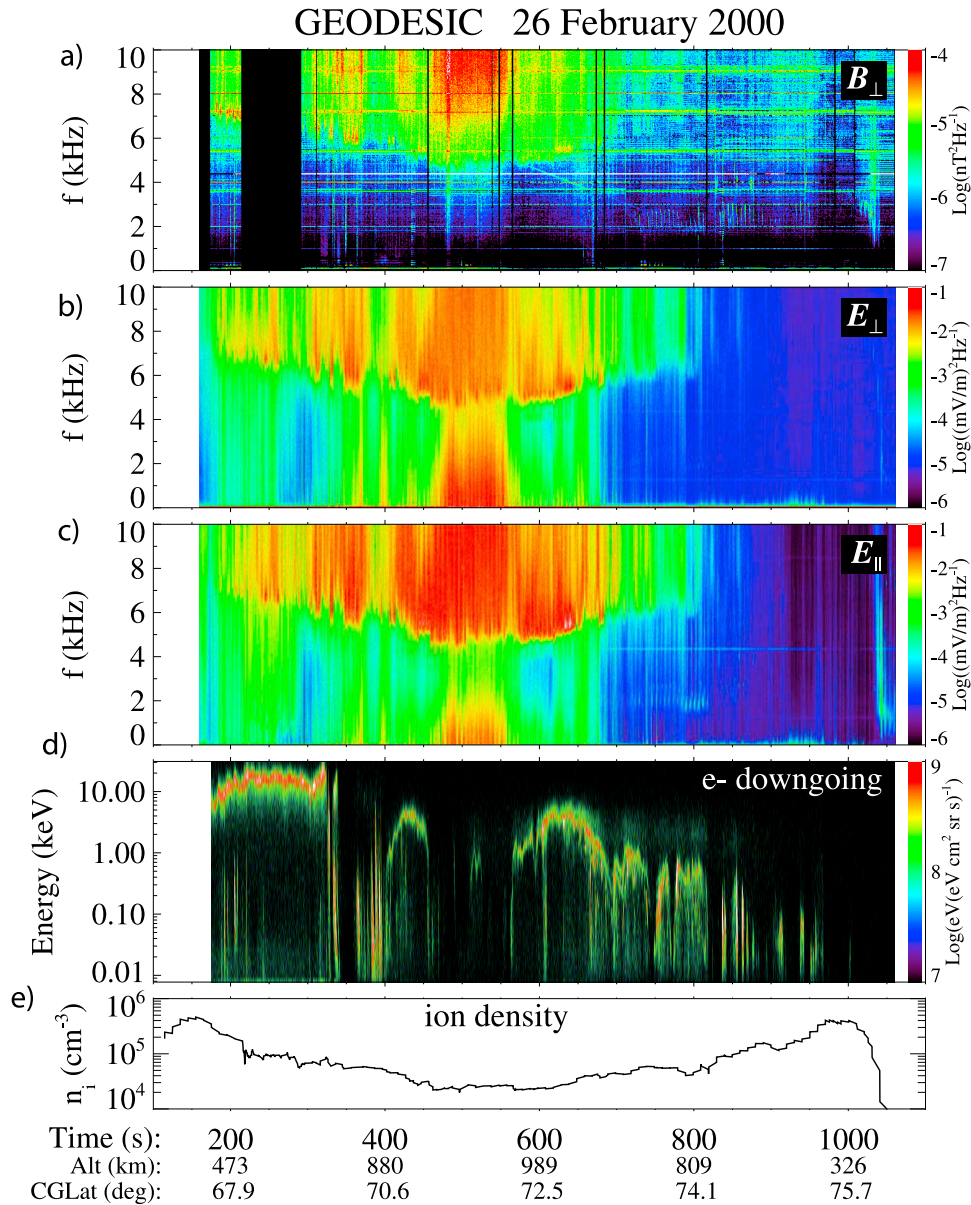 GEODESIC 26 February 2000
a)
10
8
6
4
2
0
f (kHz)
B⊥
-4
-5
-6
-7
Log(nT²Hz⁻¹)
b)
10
8
6
4
2
0
f (kHz)
E⊥
-1
-2
-3
-4
-5
-6
Log((mV/m)²Hz⁻¹)
c)
10
8
6
4
2
0
f (kHz)
E||
-1
-2
-3
-4
-5
-6
Log((mV/m)²Hz⁻¹)
d)
10.00
1.00
0.10
0.01
Energy (keV)
e- downgoing
9
8
7
Log(eV(eV cm² sr s)⁻¹)
e)
10⁶
10⁵
10⁴
nᵢ (cm⁻³)
ion density
Time (s): 200 400 600 800 1000
Alt (km): 473 880 989 809 326
CGLat (deg): 67.9 70.6 72.5 74.1 75.7